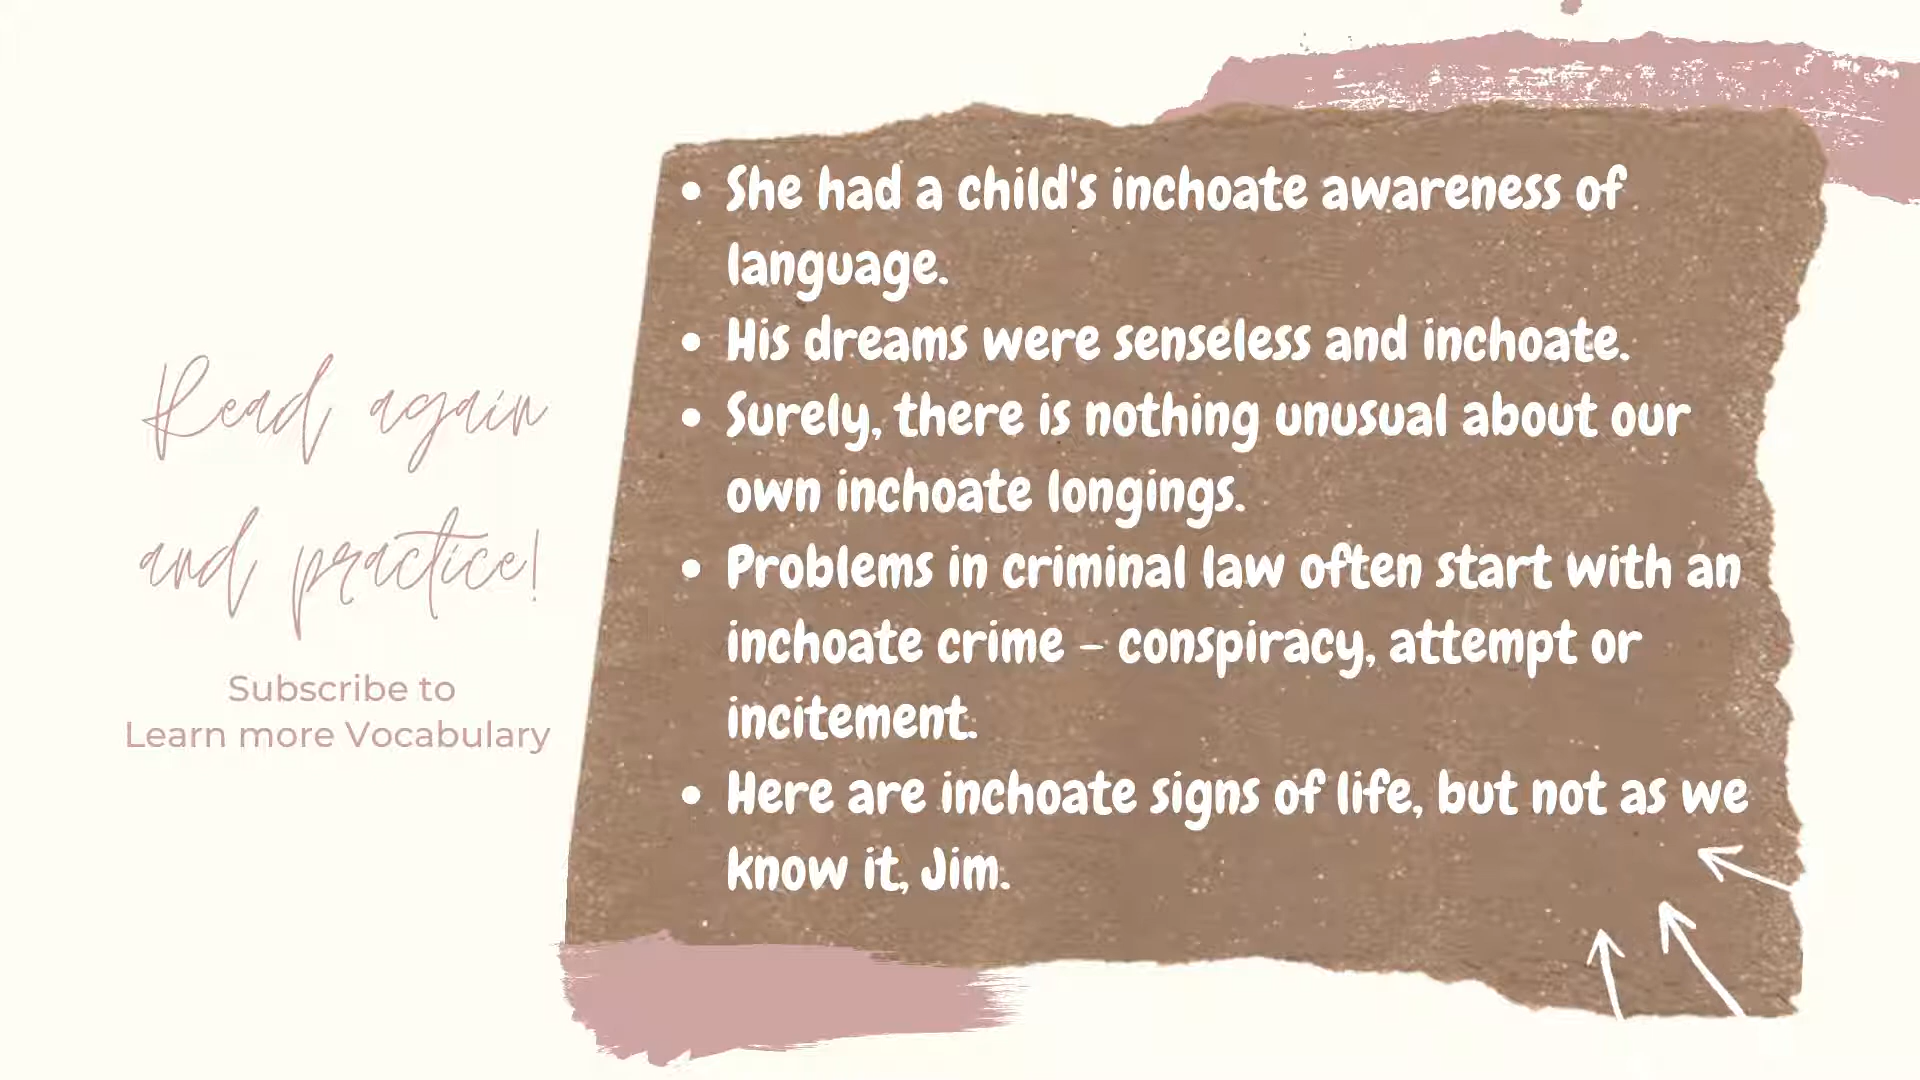 Read again
and practice!
Subscribe to
Learn more Vocabulary
• She had a child's inchoate awareness of
language.
• His dreams were senseless and inchoate.
• Surely, there is nothing unusual about our
own inchoate longings.
• Problems in criminal law often start with an
inchoate crime – conspiracy, attempt or
incitement.
• Here are inchoate signs of life, but not as we
know it, Jim.